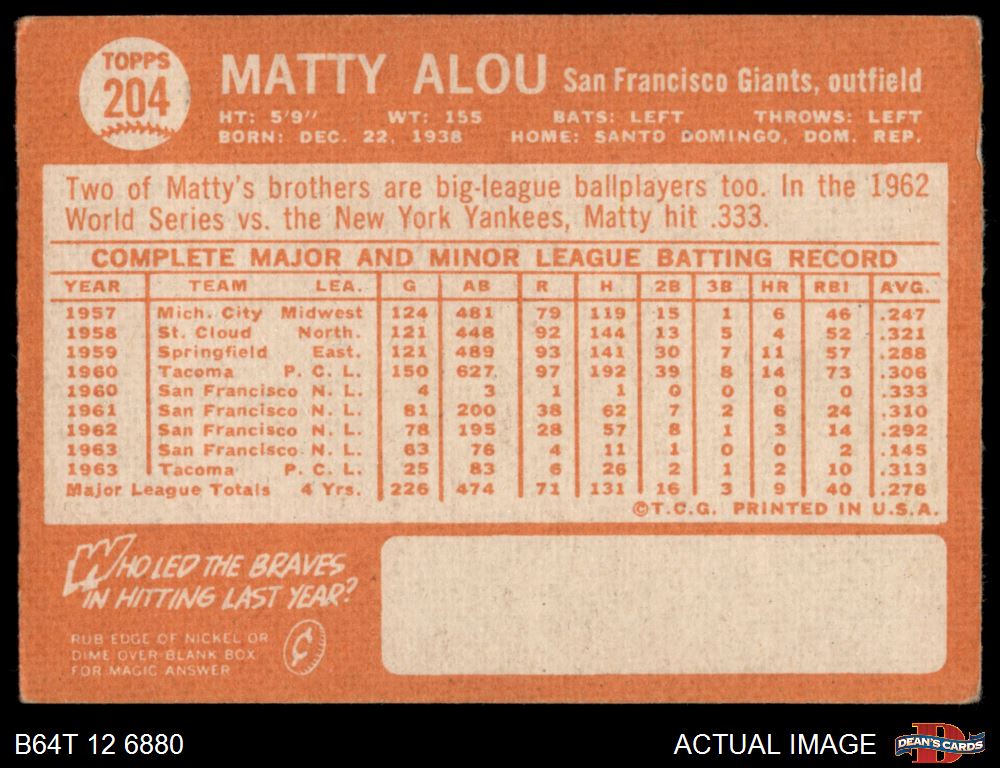 TOPPS
204
MATTY ALOU San Francisco Giants, outfield
HT: 5'9" WT: 155 BATS: LEFT THROWS: LEFT
BORN: DEC. 22, 1938 HOME: SANTO DOMINGO, DOM. REP.
Two of Matty's brothers are big-league ballplayers too. In the 1962
World Series vs. the New York Yankees, Matty hit .333.
COMPLETE MAJOR AND MINOR LEAGUE BATTING RECORD
YEAR TEAM LEA. G AB R H 2B 3B HR RBI AVG.
1957 Mich. City Midwest 124 481 79 119 15 1 6 46 .247
1958 St. Cloud North. 121 448 92 144 13 5 4 52 .321
1959 Springfield East. 121 489 93 141 30 7 11 57 .288
1960 Tacoma P. C. L. 150 627 97 192 39 8 14 73 .306
1960 San Francisco N. L. 4 3 1 1 0 0 0 0 .333
1961 San Francisco N. L. 81 200 38 62 7 2 6 24 .310
1962 San Francisco N. L. 78 195 28 57 8 1 3 14 .292
1963 San Francisco N. L. 63 76 4 11 1 0 0 2 .145
1963 Tacoma P. C. L. 25 83 6 26 2 1 2 10 .313
Major League Totals 4 Yrs. 226 474 71 131 16 3 9 40 .276
©T.C.G. PRINTED IN U.S.A.
WHO LED THE BRAVES
IN HITTING LAST YEAR?
RUB EDGE OF NICKEL OR
DIME OVER BLANK BOX
FOR MAGIC ANSWER
¢
B64T 12 6880
ACTUAL IMAGE
D
DEAN'S CARDS